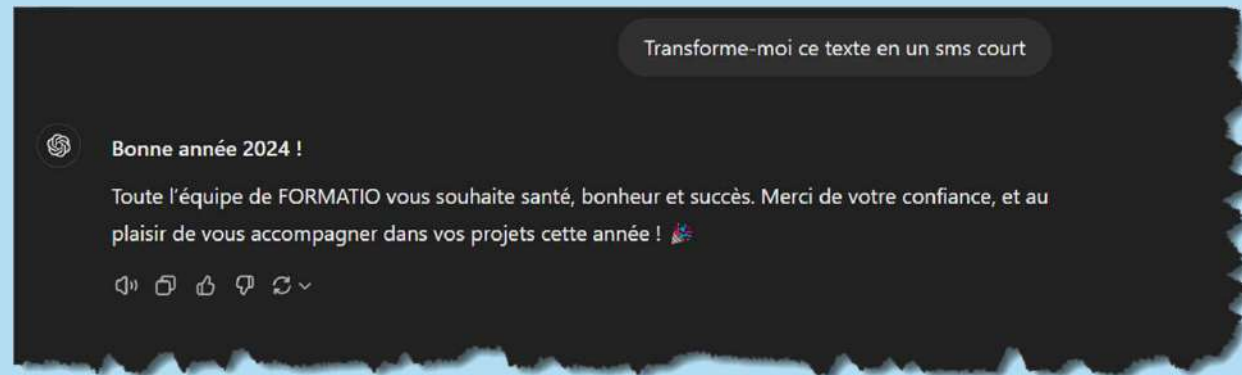 Transforme-moi ce texte en un sms court
Bonne année 2024 !
Toute l'équipe de FORMATIO vous souhaite santé, bonheur et succès. Merci de votre confiance, et au
plaisir de vous accompagner dans vos projets cette année ! 🎉